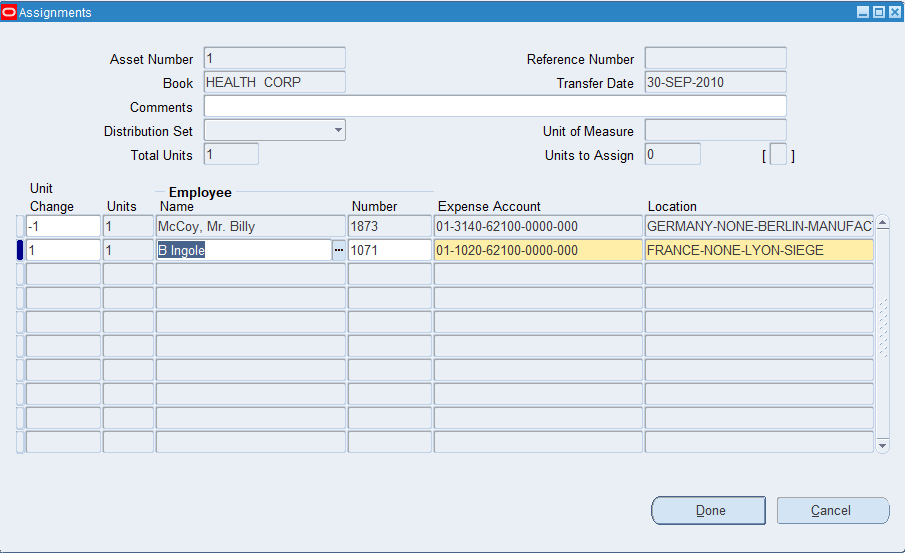 Assignments
Asset Number 1 Reference Number
Book HEALTH CORP Transfer Date 30-SEP-2010
Comments
Distribution Set Unit of Measure
Total Units 1 Units to Assign 0 [ ]
Unit Change Units Employee Name Number Expense Account Location
-1 1 McCoy, Mr. Billy 1873 01-3140-62100-0000-000 GERMANY-NONE-BERLIN-MANUFAC
1 1 B Ingole ... 1071 01-1020-62100-0000-000 FRANCE-NONE-LYON-SIEGE
Done Cancel